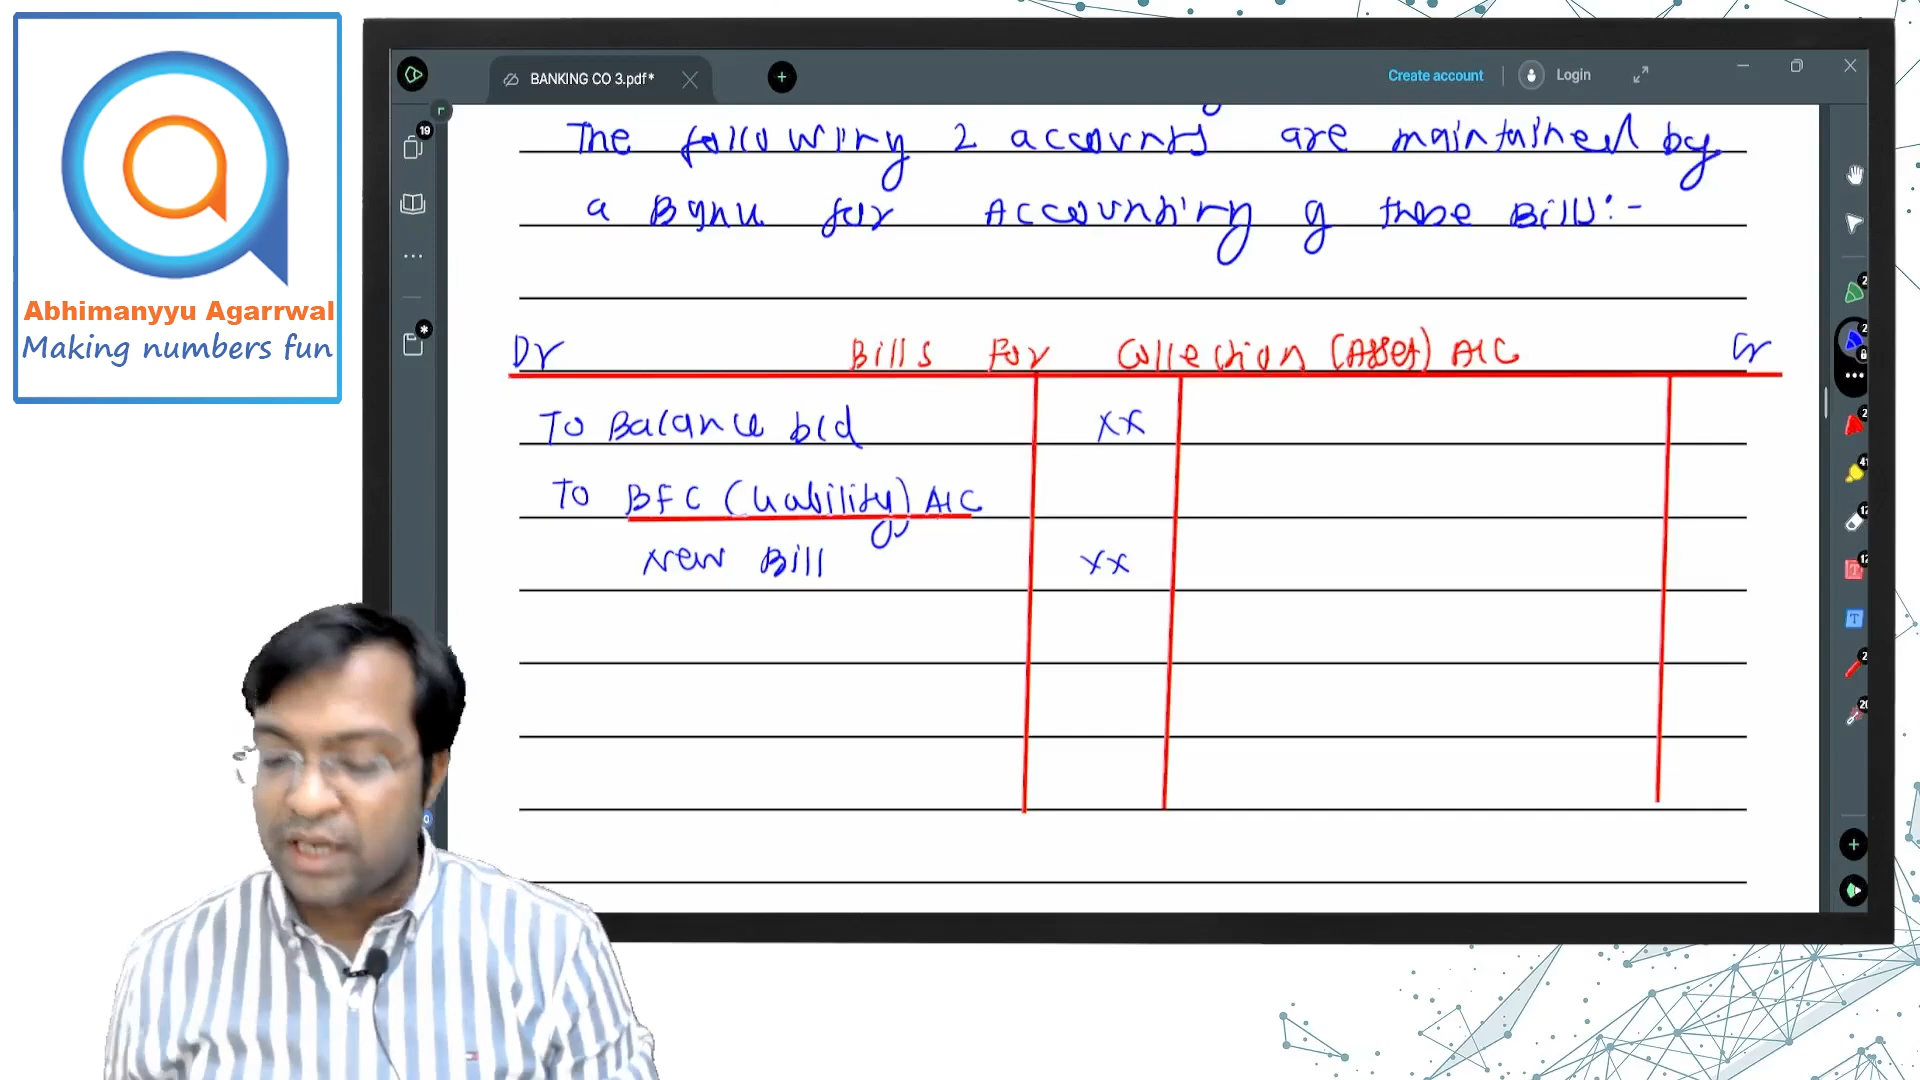 Abhimanyyu Agarrwal
Making numbers fun
BANKING CO 3.pdf*
Create account
Login
19
The following 2 accounts are maintained by
a Bank for Accounting of these Bills:-
Dr Bills For Collection (Asset) A/C Cr
To Balance b/d xx
To BFC (Liability) A/C
New Bill xx